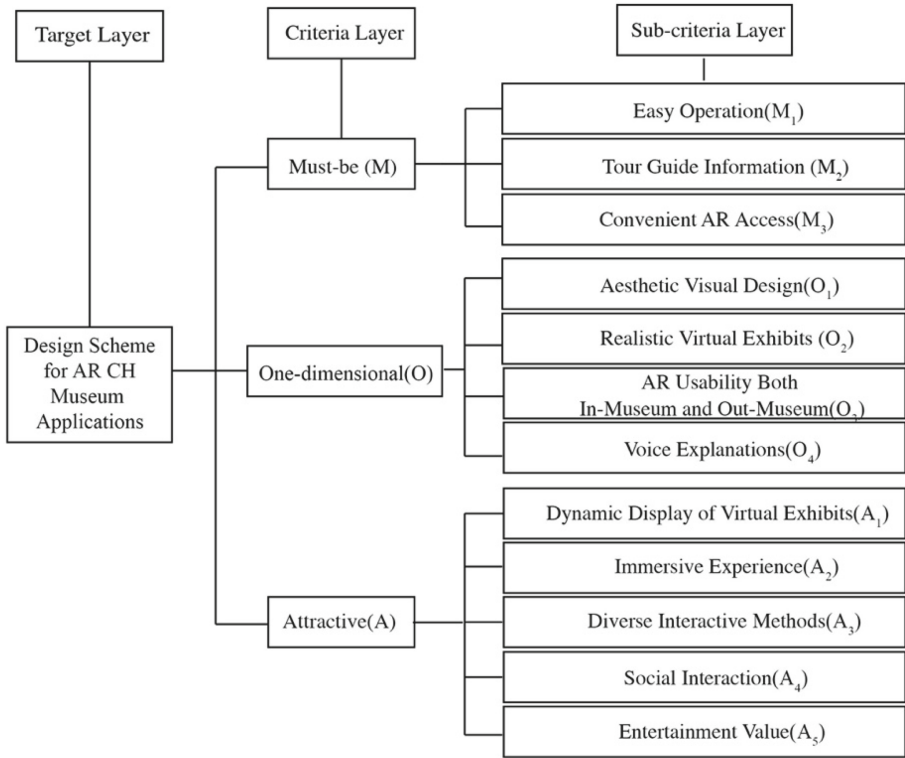 Target Layer
Criteria Layer
Sub-criteria Layer
Easy Operation(M₁)
Must-be (M)
Tour Guide Information (M₂)
Convenient AR Access(M₃)
Aesthetic Visual Design(O₁)
Realistic Virtual Exhibits (O₂)
Design Scheme
for AR CH
Museum
Applications
One-dimensional(O)
AR Usability Both
In-Museum and Out-Museum(O₃)
Voice Explanations(O₄)
Dynamic Display of Virtual Exhibits(A₁)
Immersive Experience(A₂)
Attractive(A)
Diverse Interactive Methods(A₃)
Social Interaction(A₄)
Entertainment Value(A₅)